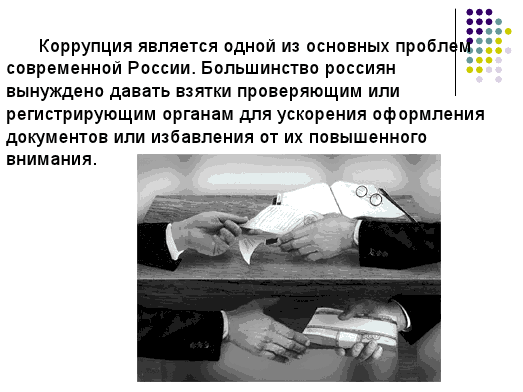 Коррупция является одной из основных проблем
современной России. Большинство россиян
вынуждено давать взятки проверяющим или
регистрирующим органам для ускорения оформления
документов или избавления от их повышенного
внимания.